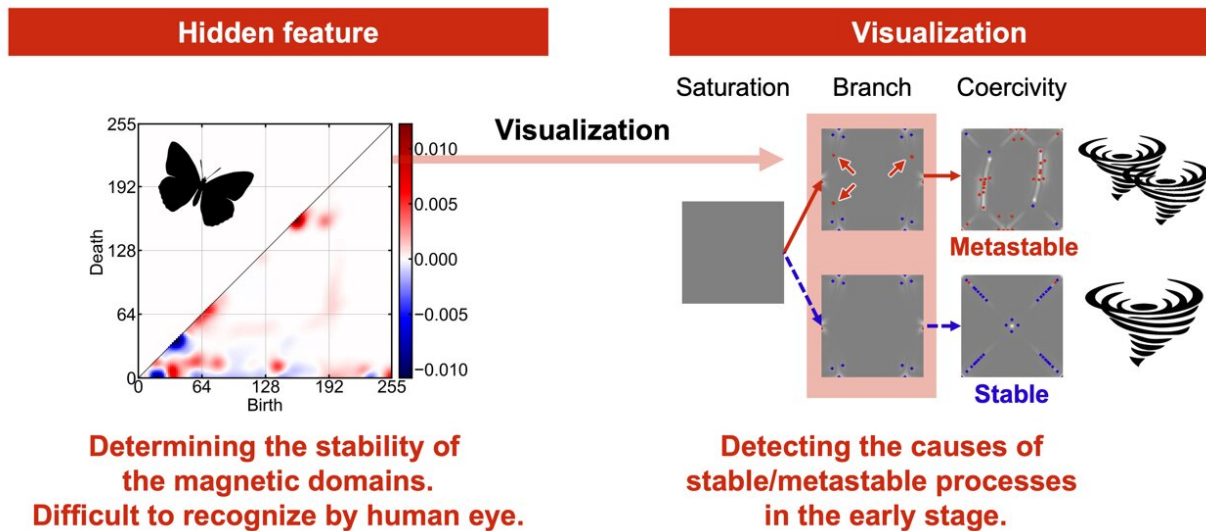 Hidden feature
Visualization
Saturation
Branch
Coercivity
Visualization
255
192
128
64
0
Death
0
64
128
192
255
Birth
0.010
0.005
0.000
−0.005
−0.010
Metastable
Stable
Determining the stability of
the magnetic domains.
Difficult to recognize by human eye.
Detecting the causes of
stable/metastable processes
in the early stage.